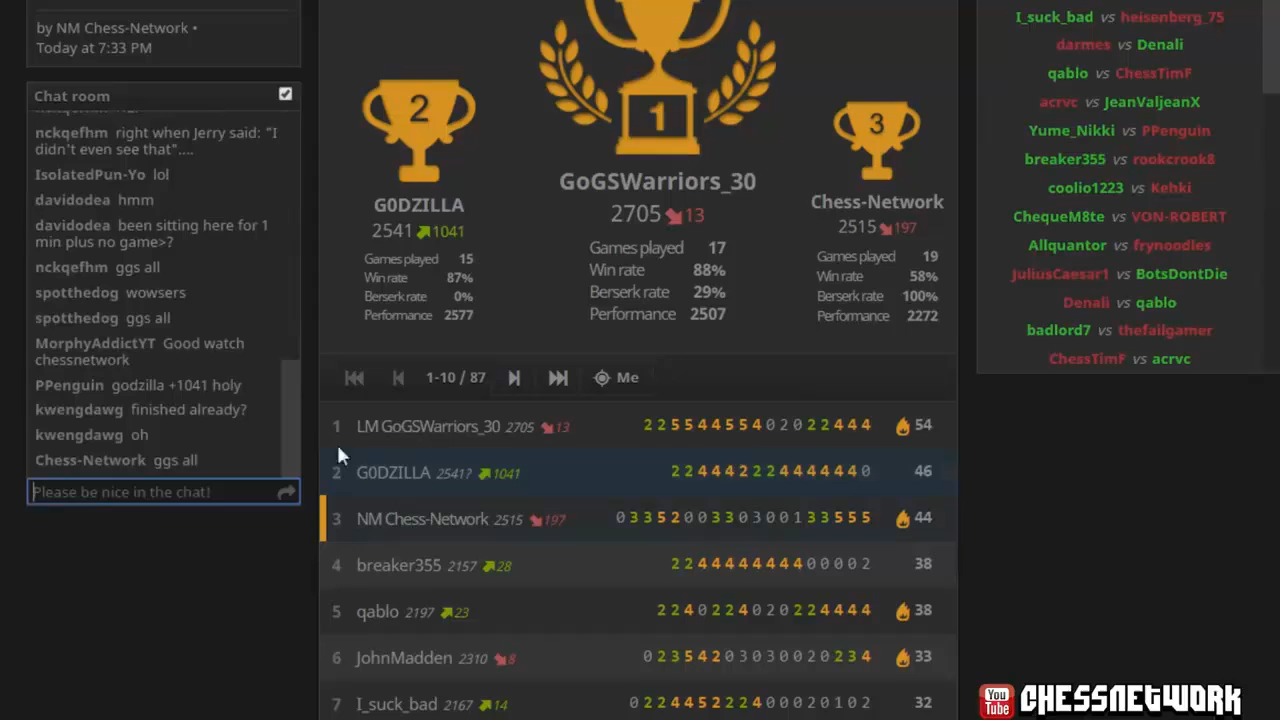 by NM Chess-Network •
Today at 7:33 PM
Chat room
nckqefhm right when Jerry said: "I
didn't even see that"....
IsolatedPun-Yo lol
davidodea hmm
davidodea been sitting here for 1
min plus no game>?
nckqefhm ggs all
spotthedog wowsers
spotthedog ggs all
MorphyAddictYT Good watch
chessnetwork
PPenguin godzilla +1041 holy
kwengdawg finished already?
kwengdawg oh
Chess-Network ggs all
Please be nice in the chat!
2
G0DZILLA
2541 1041
Games played 15
Win rate 87%
Berserk rate 0%
Performance 2577
1
GoGSWarriors_30
2705 13
Games played 17
Win rate 88%
Berserk rate 29%
Performance 2507
3
Chess-Network
2515 197
Games played 19
Win rate 58%
Berserk rate 100%
Performance 2272
1-10 / 87 Me
1 LM GoGSWarriors_30 2705 13 2 2 5 5 4 4 5 5 4 0 2 0 2 2 4 4 4 54
2 G0DZILLA 2541? 1041 2 2 4 4 4 2 2 2 4 4 4 4 4 4 0 46
3 NM Chess-Network 2515 197 0 3 3 5 2 0 0 3 3 0 3 0 0 1 3 3 5 5 5 44
4 breaker355 2157 28 2 2 4 4 4 4 4 4 4 4 0 0 0 0 2 38
5 qablo 2197 23 2 2 4 0 2 2 4 0 2 0 2 2 4 4 4 4 38
6 JohnMadden 2310 8 0 2 3 5 4 2 0 3 0 3 0 0 2 0 2 3 4 33
7 I_suck_bad 2167 14 0 2 2 4 4 5 2 2 4 0 0 0 2 0 1 0 2 32
I_suck_bad vs heisenberg_75
darmes vs Denali
qablo vs ChessTimF
acrvc vs JeanValjeanX
Yume_Nikki vs PPenguin
breaker355 vs rookcrook8
coolio1223 vs Kehki
ChequeM8te vs VON-ROBERT
Allquantor vs frynoodles
JuliusCaesar1 vs BotsDontDie
Denali vs qablo
badlord7 vs thefailgamer
ChessTimF vs acrvc
You
Tube
CHESSNETWORK